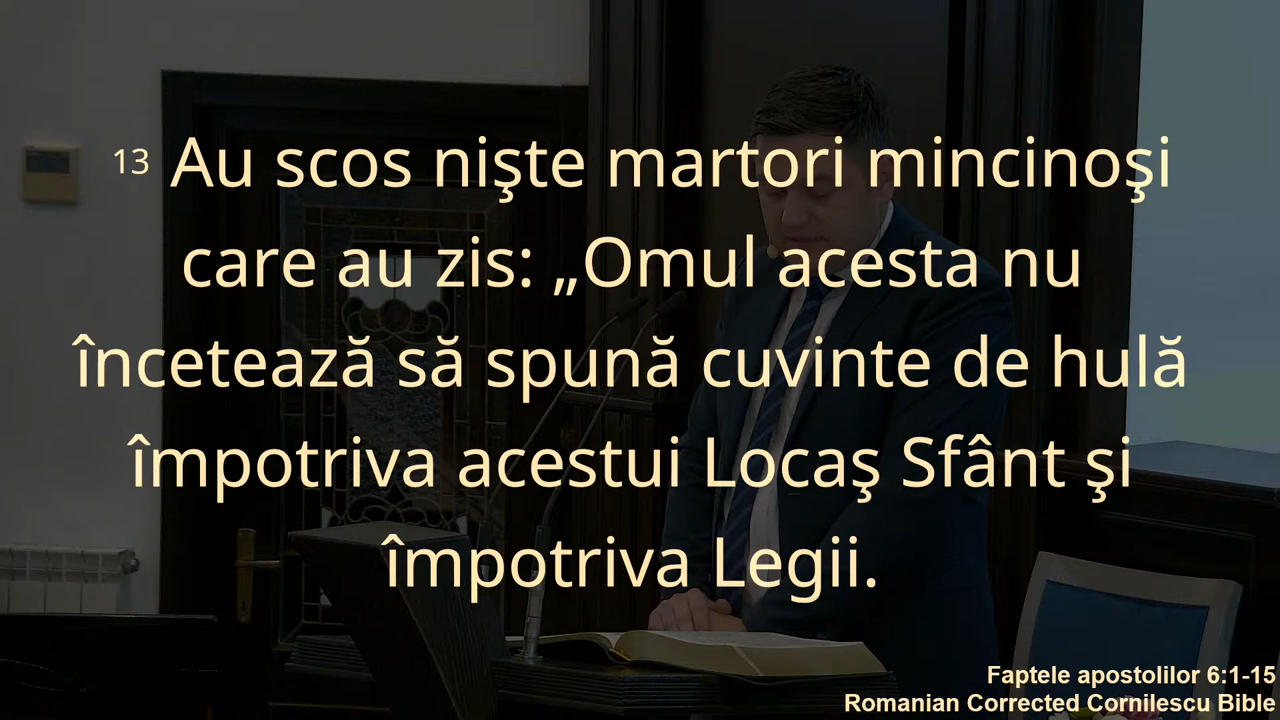 13 Au scos nişte martori mincinoşi
care au zis: „Omul acesta nu
încetează să spună cuvinte de hulă
împotriva acestui Locaş Sfânt şi
împotriva Legii.
Faptele apostolilor 6:1-15
Romanian Corrected Cornilescu Bible